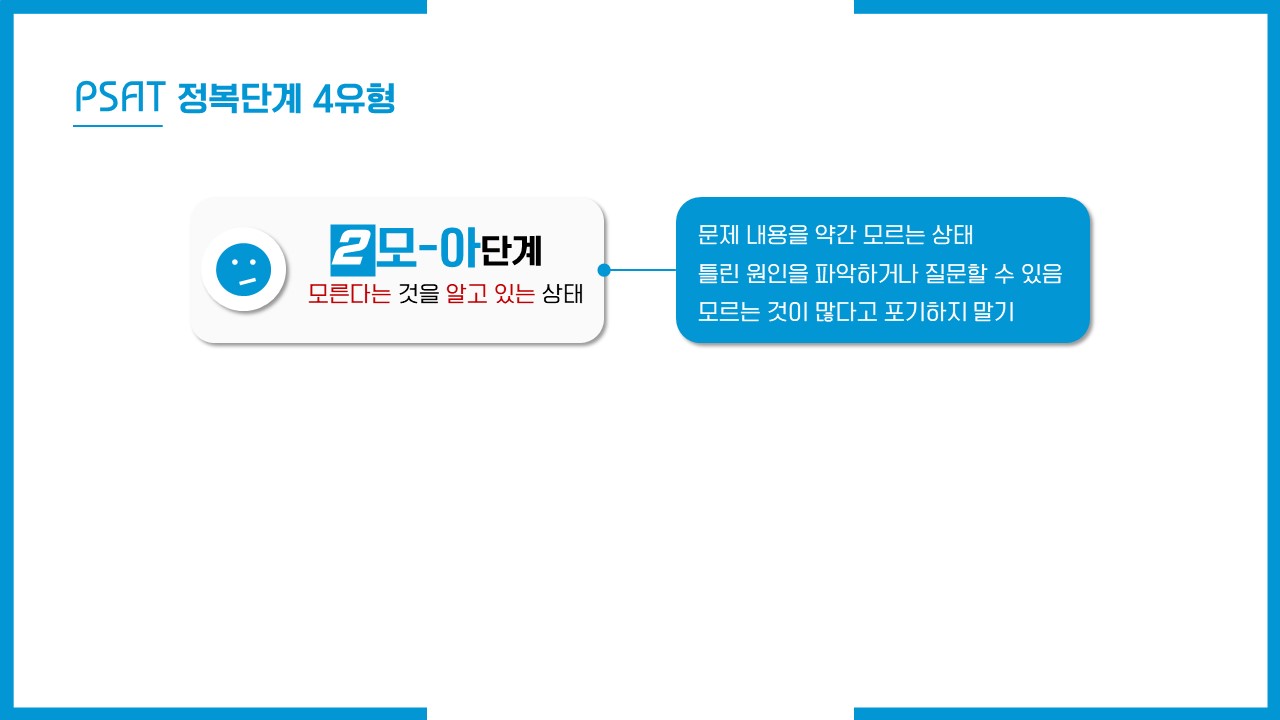 PSAT 정복단계 4유형
2모-아단계
모른다는 것을 알고 있는 상태
문제 내용을 약간 모르는 상태
틀린 원인을 파악하거나 질문할 수 있음
모르는 것이 많다고 포기하지 말기